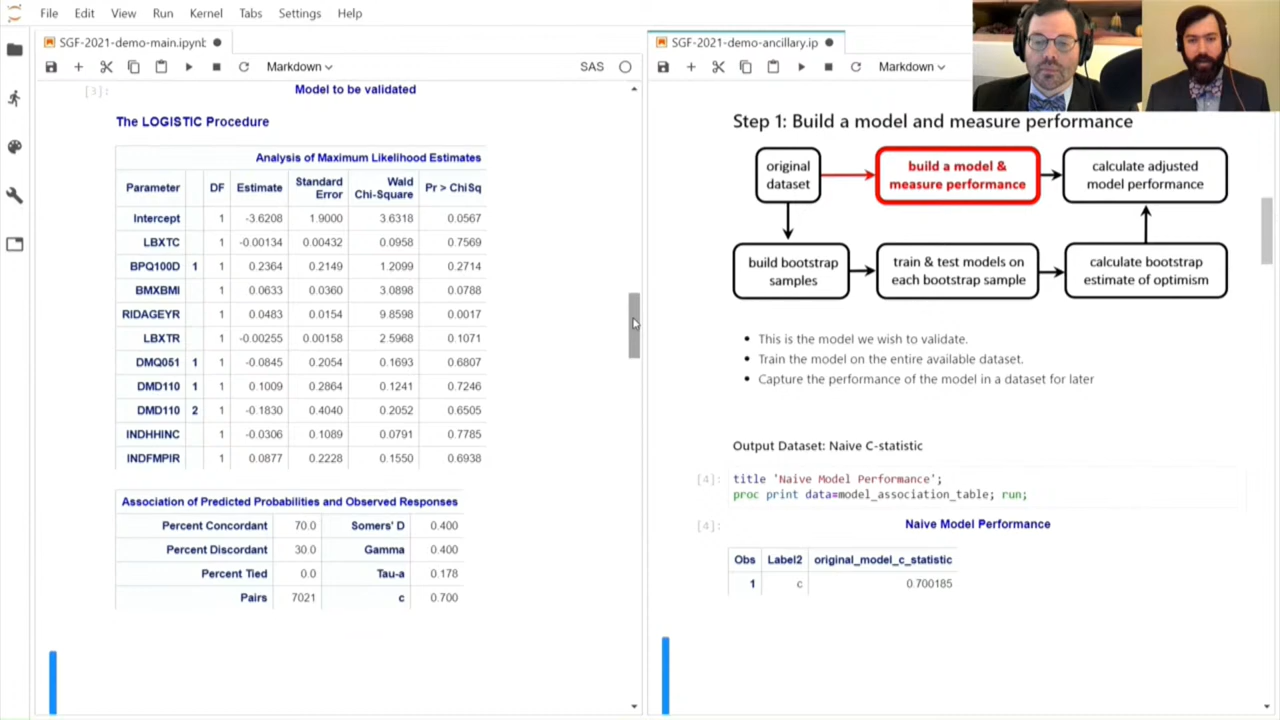 File Edit View Run Kernel Tabs Settings Help
SGF-2021-demo-main.ipynb
Markdown
SAS
[3]:
Model to be validated
The LOGISTIC Procedure
Analysis of Maximum Likelihood Estimates
Parameter DF Estimate Standard Error Wald Chi-Square Pr > ChiSq
Intercept 1 -3.6208 1.9000 3.6318 0.0567
LBXTC 1 -0.00134 0.00432 0.0958 0.7569
BPQ100D 1 1 0.2364 0.2149 1.2099 0.2714
BMXBMI 1 0.0633 0.0360 3.0898 0.0788
RIDAGEYR 1 0.0483 0.0154 9.8598 0.0017
LBXTR 1 -0.00255 0.00158 2.5968 0.1071
DMQ051 1 1 -0.0845 0.2054 0.1693 0.6807
DMD110 1 1 0.1009 0.2864 0.1241 0.7246
DMD110 2 1 -0.1830 0.4040 0.2052 0.6505
INDHHINC 1 -0.0306 0.1089 0.0791 0.7785
INDFMPIR 1 0.0877 0.2228 0.1550 0.6938
Association of Predicted Probabilities and Observed Responses
Percent Concordant 70.0 Somers' D 0.400
Percent Discordant 30.0 Gamma 0.400
Percent Tied 0.0 Tau-a 0.178
Pairs 7021 c 0.700
SGF-2021-demo-ancillary.ip
Markdown
Step 1: Build a model and measure performance
original
dataset
build a model &
measure performance
calculate adjusted
model performance
build bootstrap
samples
train & test models on
each bootstrap sample
calculate bootstrap
estimate of optimism
• This is the model we wish to validate.
• Train the model on the entire available dataset.
• Capture the performance of the model in a dataset for later
Output Dataset: Naive C-statistic
[4]: title 'Naive Model Performance';
proc print data=model_association_table; run;
[4]: Naive Model Performance
Obs Label2 original_model_c_statistic
1 c 0.700185